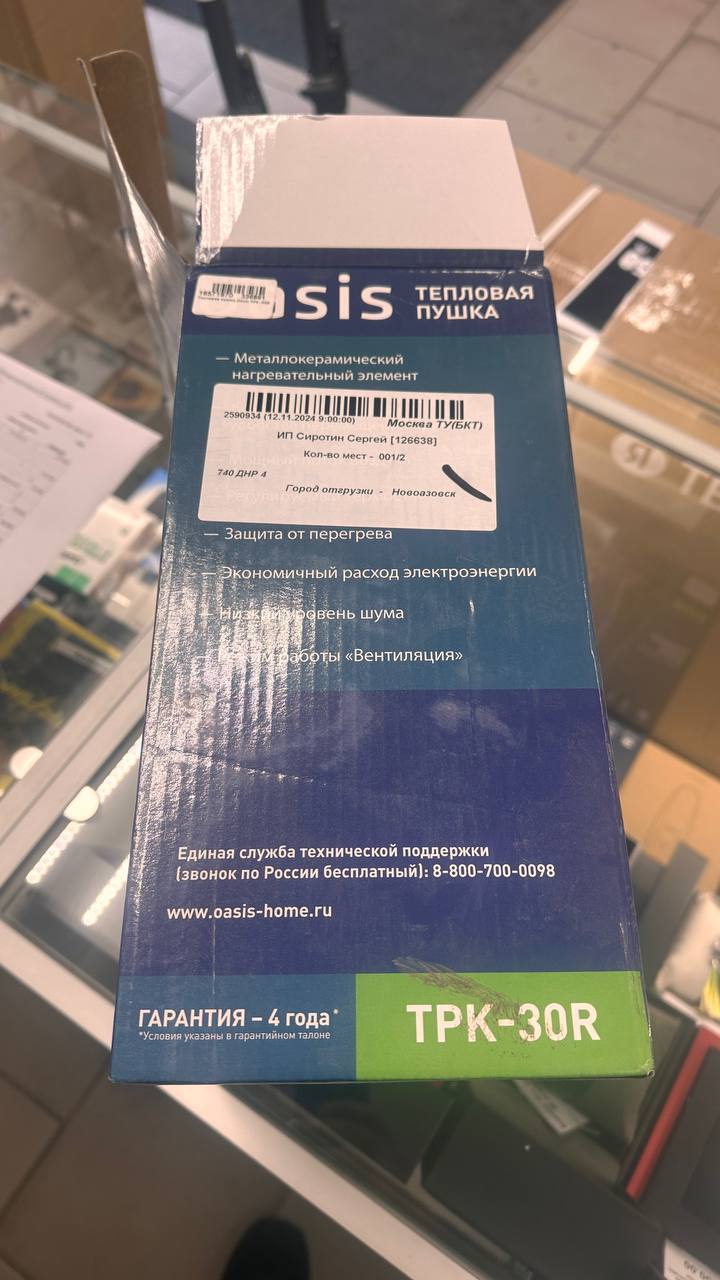 sis
ТЕПЛОВАЯ
ПУШКА
— Металлокерамический
нагревательный элемент
2590934 (12.11.2024 9:00:00)
Москва ТУ(БКТ)
ИП Сиротин Сергей [126638]
Кол-во мест - 001/2
740 ДНР 4
Город отгрузки - Новоазовск
— Защита от перегрева
— Экономичный расход электроэнергии
— Низкий уровень шума
Режим работы «Вентиляция»
Единая служба технической поддержки
(звонок по России бесплатный): 8-800-700-0098
www.oasis-home.ru
ГАРАНТИЯ – 4 года*
*Условия указаны в гарантийном талоне
ТРК-30R